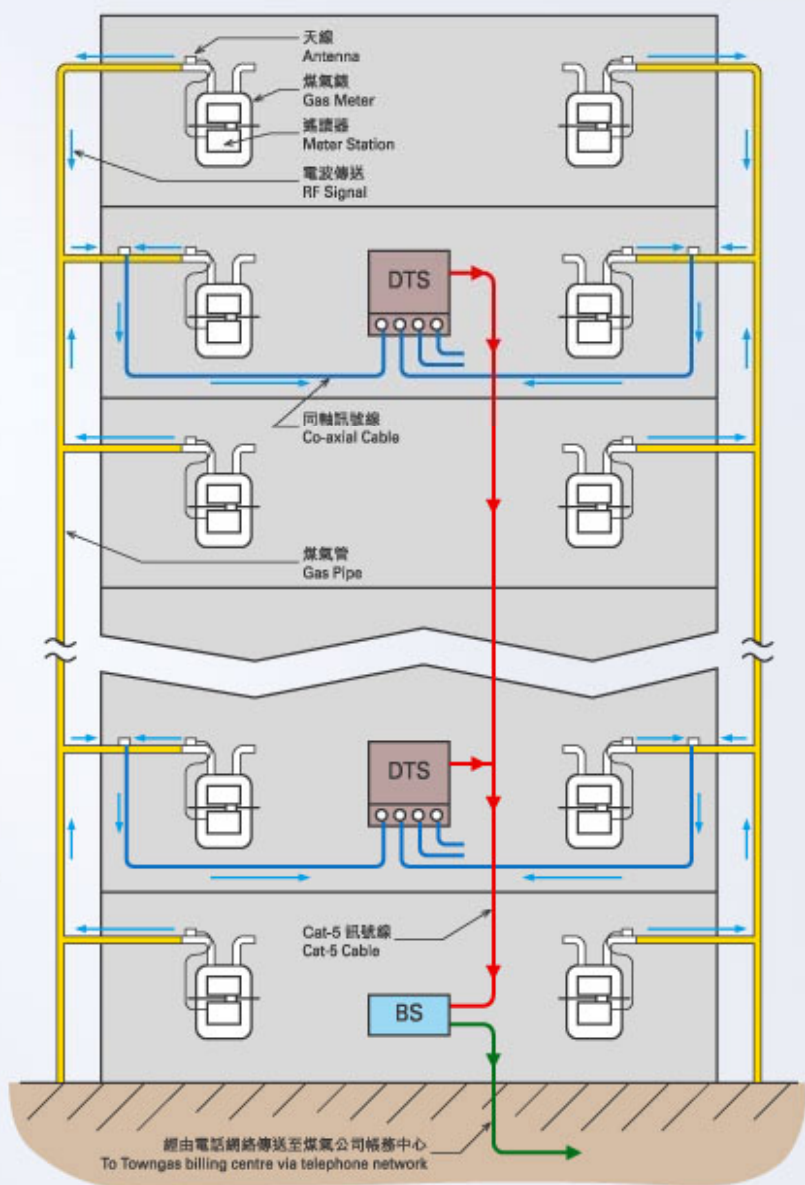 天線
Antenna
煤氣錶
Gas Meter
遙讀器
Meter Station
電波傳送
RF Signal
DTS
同軸訊號線
Co-axial Cable
煤氣管
Gas Pipe
DTS
Cat-5 訊號線
Cat-5 Cable
BS
經由電話網絡傳送至煤氣公司帳務中心
To Towngas billing centre via telephone network